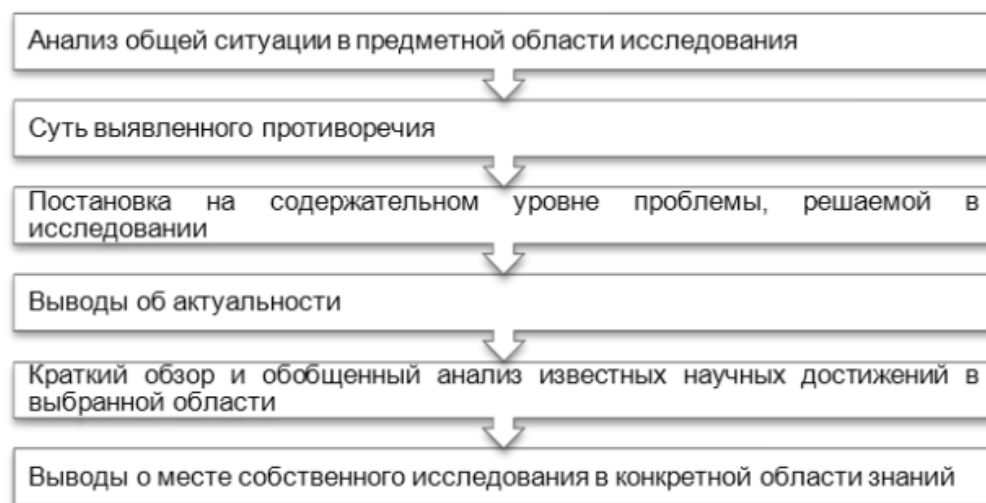 Анализ общей ситуации в предметной области исследования
Суть выявленного противоречия
Постановка на содержательном уровне проблемы, решаемой в
исследовании
Выводы об актуальности
Краткий обзор и обобщенный анализ известных научных достижений в
выбранной области
Выводы о месте собственного исследования в конкретной области знаний